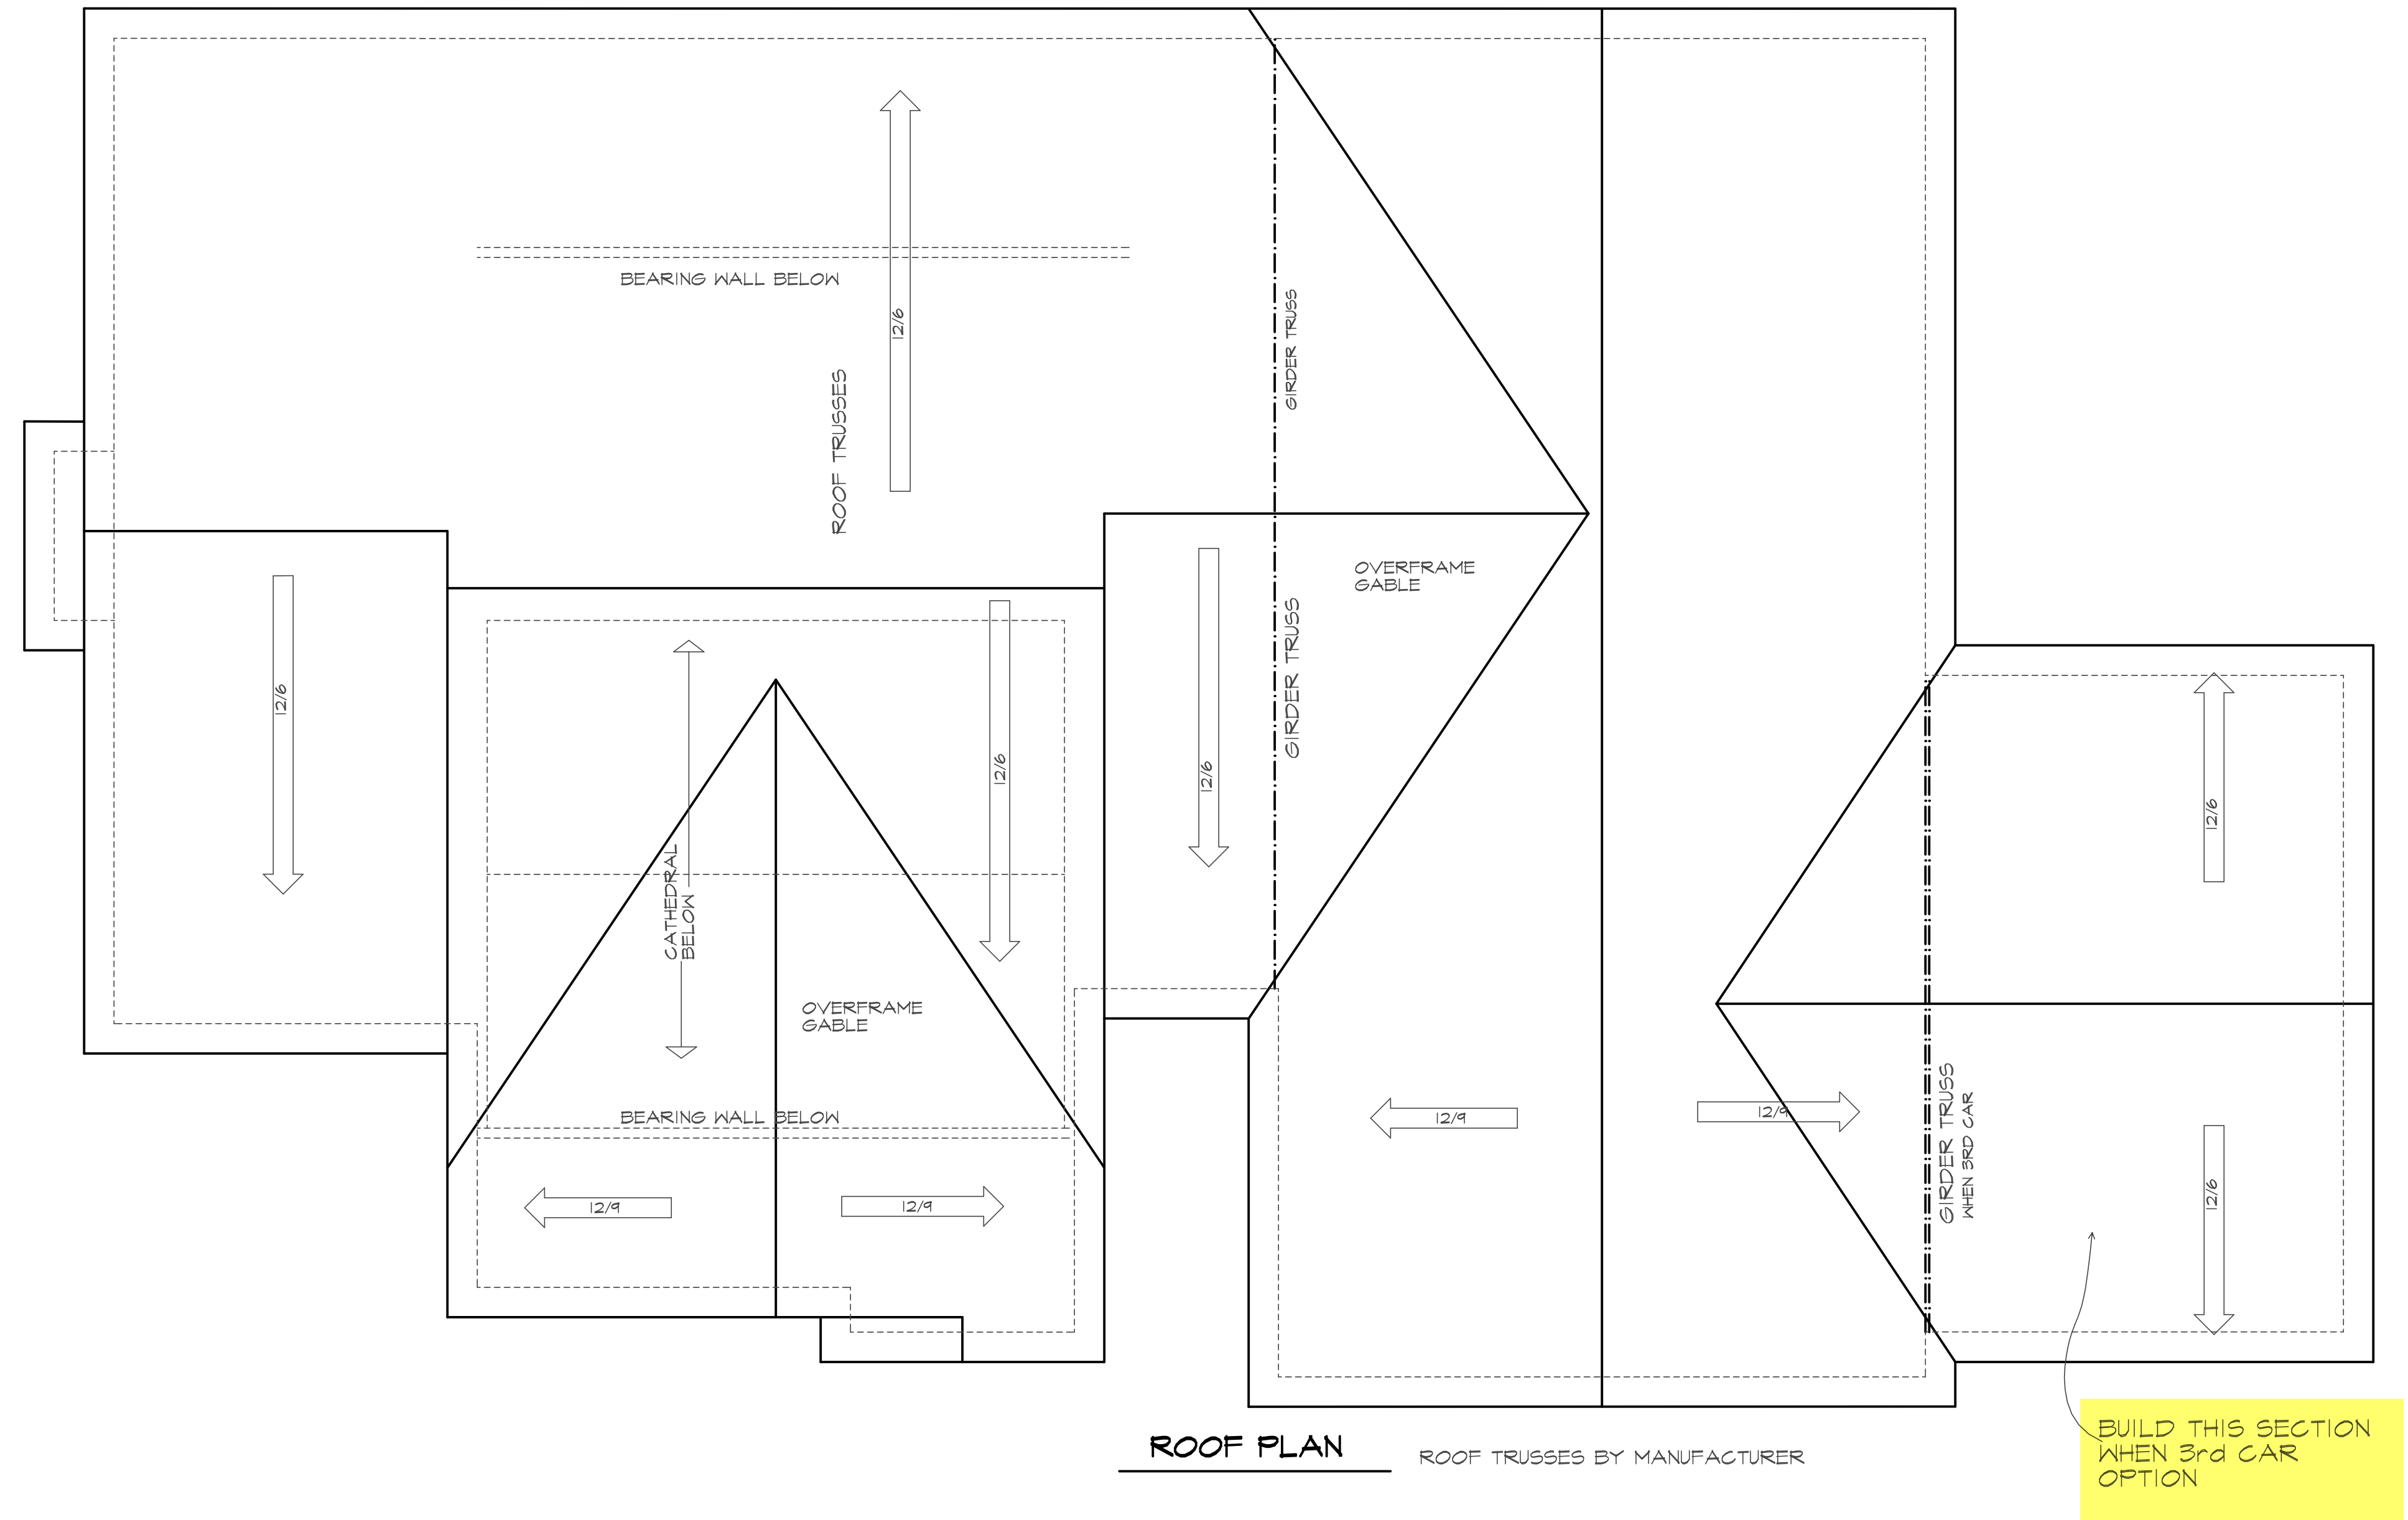 BEARING WALL BELOW
12/6
GIRDER TRUSS
ROOF TRUSSES
OVERFRAME
GABLE
12/6
12/6
12/6
GIRDER TRUSS
12/6
CATHEDRAL
BELOW
OVERFRAME
GABLE
BEARING WALL BELOW
12/9
12/9
12/9
12/9
GIRDER TRUSS
WHEN 3RD CAR
12/6
ROOF PLAN
ROOF TRUSSES BY MANUFACTURER
BUILD THIS SECTION
WHEN 3rd CAR
OPTION